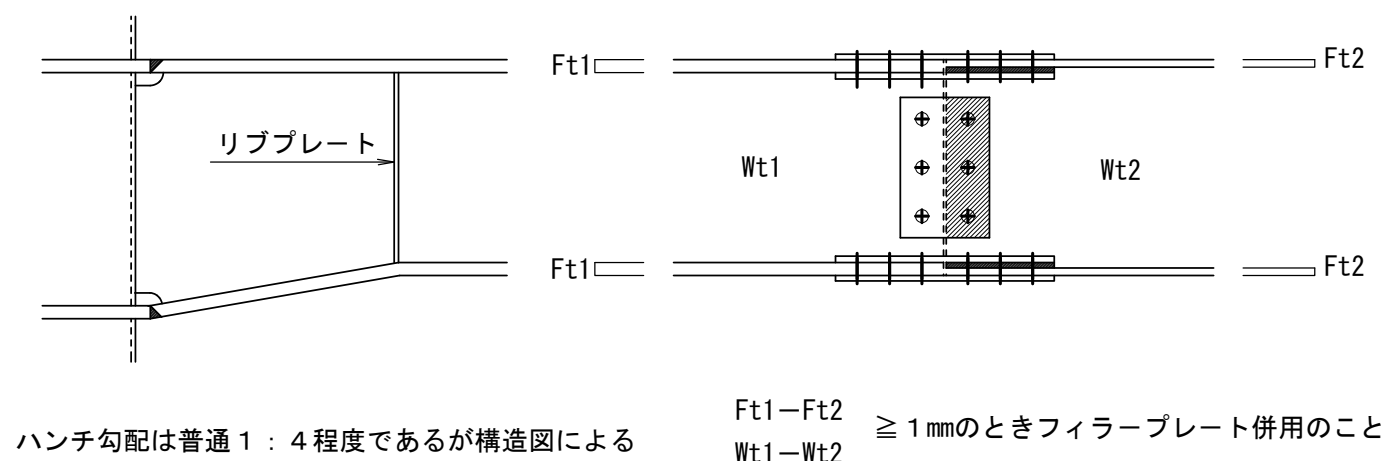 Ft1
Ft2
リブプレート
Wt1
Wt2
Ft1
Ft2
ハンチ勾配は普通1:4程度であるが構造図による
Ft1－Ft2
Wt1－Wt2
≧1㎜のときフィラープレート併用のこと